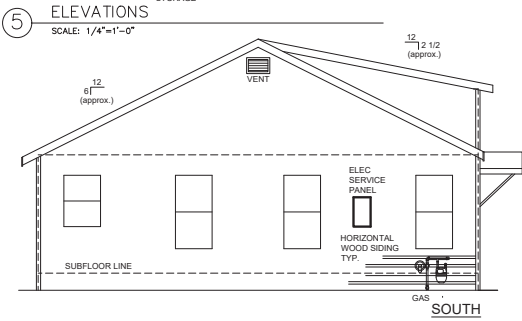 5
ELEVATIONS
SCALE: 1/4"=1'-0"
12
6
(approx.)
12
2 1/2
(approx.)
VENT
ELEC
SERVICE
PANEL
HORIZONTAL
WOOD SIDING
TYP.
SUBFLOOR LINE
GAS
SOUTH